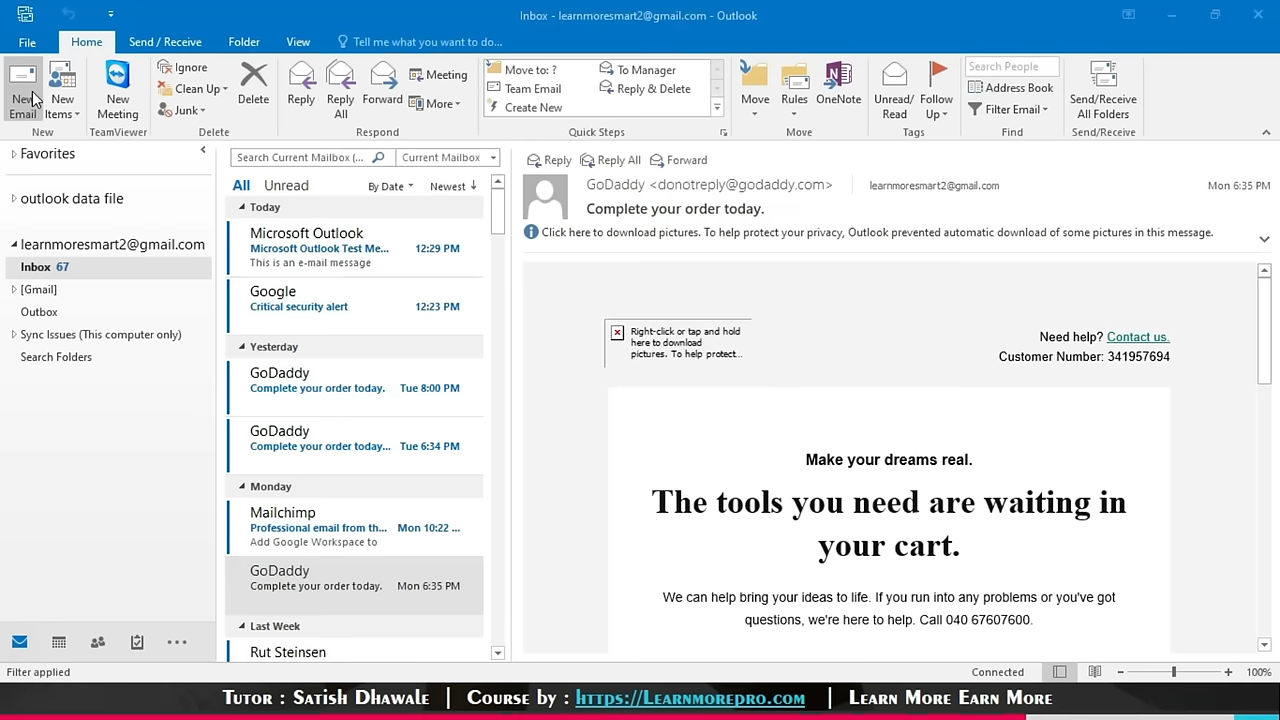 Inbox - learnmoresmart2@gmail.com - Outlook
File
Home
Send / Receive
Folder
View
Tell me what you want to do...
New Email
New Items
New
New Meeting
TeamViewer
Ignore
Clean Up
Junk
Delete
Delete
Reply
Reply All
Forward
Meeting
More
Respond
Move to: ?
Team Email
Create New
To Manager
Reply & Delete
Quick Steps
Move
Rules
OneNote
Move
Unread/ Read
Follow Up
Tags
Search People
Address Book
Filter Email
Find
Send/Receive All Folders
Send/Receive
Favorites
outlook data file
learnmoresmart2@gmail.com
Inbox 67
[Gmail]
Outbox
Sync Issues (This computer only)
Search Folders
Search Current Mailbox (...
Current Mailbox
All Unread
By Date
Newest ↓
Today
Microsoft Outlook
Microsoft Outlook Test Me... 12:29 PM
This is an e-mail message
Google
Critical security alert 12:23 PM
Yesterday
GoDaddy
Complete your order today. Tue 8:00 PM
GoDaddy
Complete your order today... Tue 6:34 PM
Monday
Mailchimp
Professional email from th... Mon 10:22 ...
Add Google Workspace to
GoDaddy
Complete your order today. Mon 6:35 PM
Last Week
Rut Steinsen
Reply
Reply All
Forward
GoDaddy <donotreply@godaddy.com>
learnmoresmart2@gmail.com
Mon 6:35 PM
Complete your order today.
Click here to download pictures. To help protect your privacy, Outlook prevented automatic download of some pictures in this message.
Right-click or tap and hold
here to download
pictures. To help protect...
Need help? Contact us.
Customer Number: 341957694
Make your dreams real.
The tools you need are waiting in
your cart.
We can help bring your ideas to life. If you run into any problems or you've got
questions, we're here to help. Call 040 67607600.
Filter applied
Connected
100%
Tutor : Satish Dhawale | Course by : https://Learnmorepro.com | Learn More Earn More